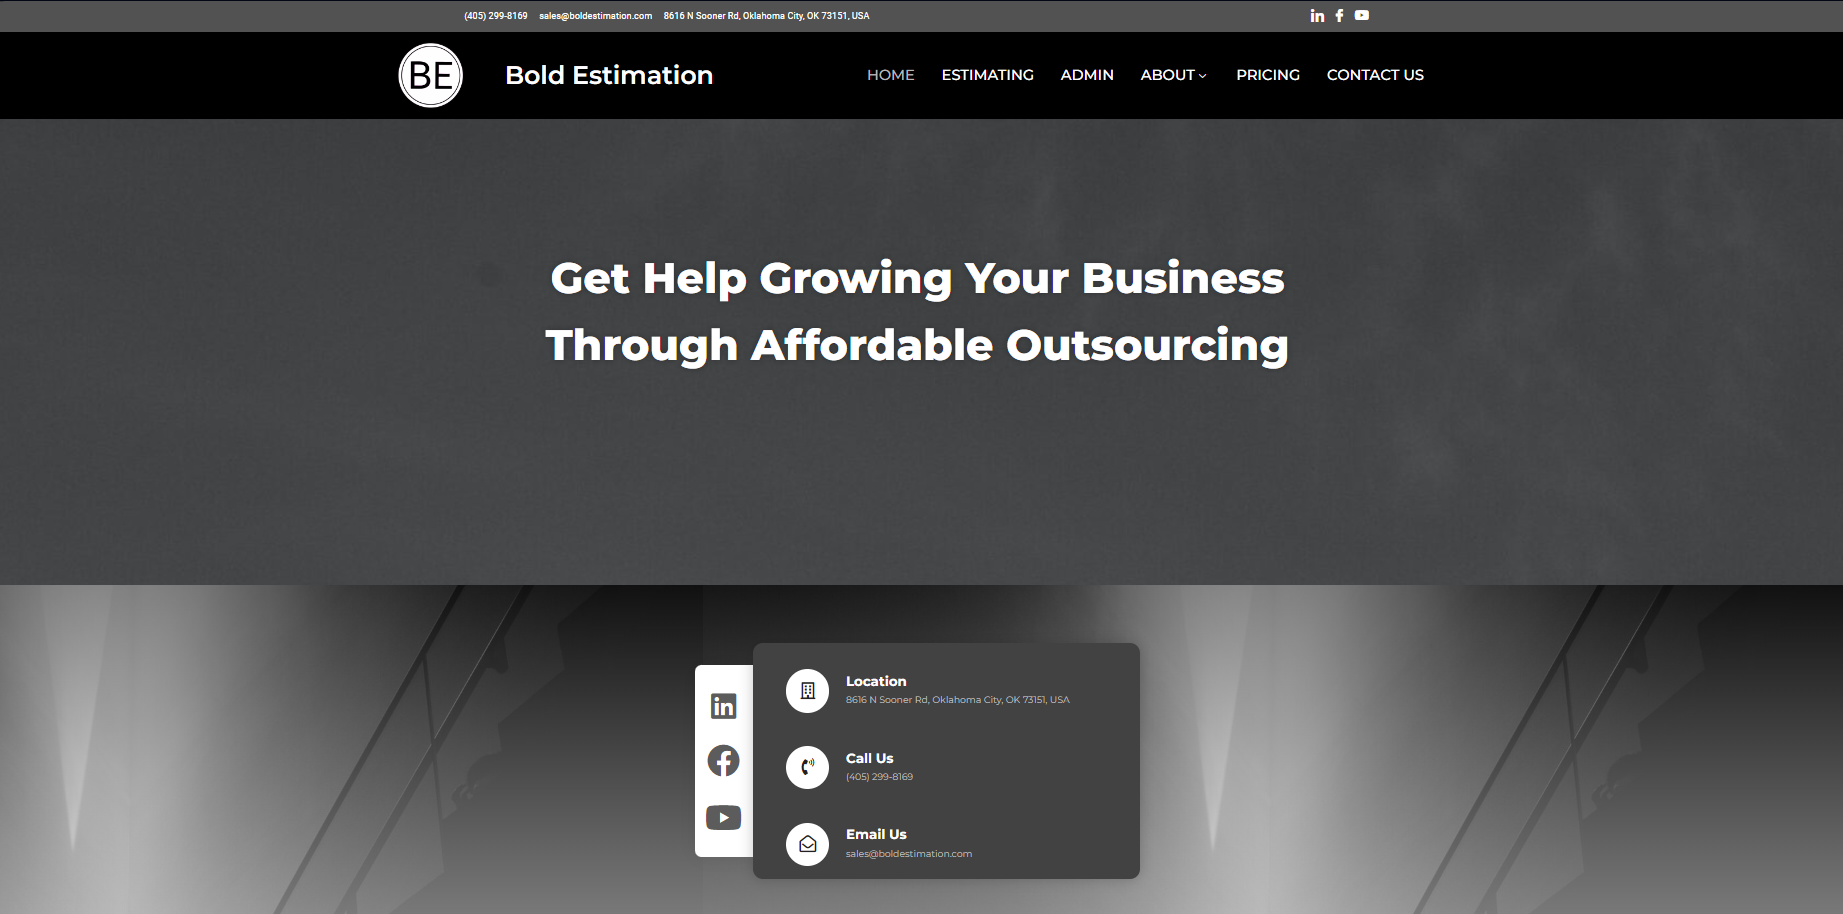 (405) 299-8169 sales@boldestimation.com 8616 N Sooner Rd, Oklahoma City, OK 73151, USA
BE Bold Estimation HOME ESTIMATING ADMIN ABOUT PRICING CONTACT US
Get Help Growing Your Business
Through Affordable Outsourcing
Location
8616 N Sooner Rd, Oklahoma City, OK 73151, USA
Call Us
(405) 299-8169
Email Us
sales@boldestimation.com